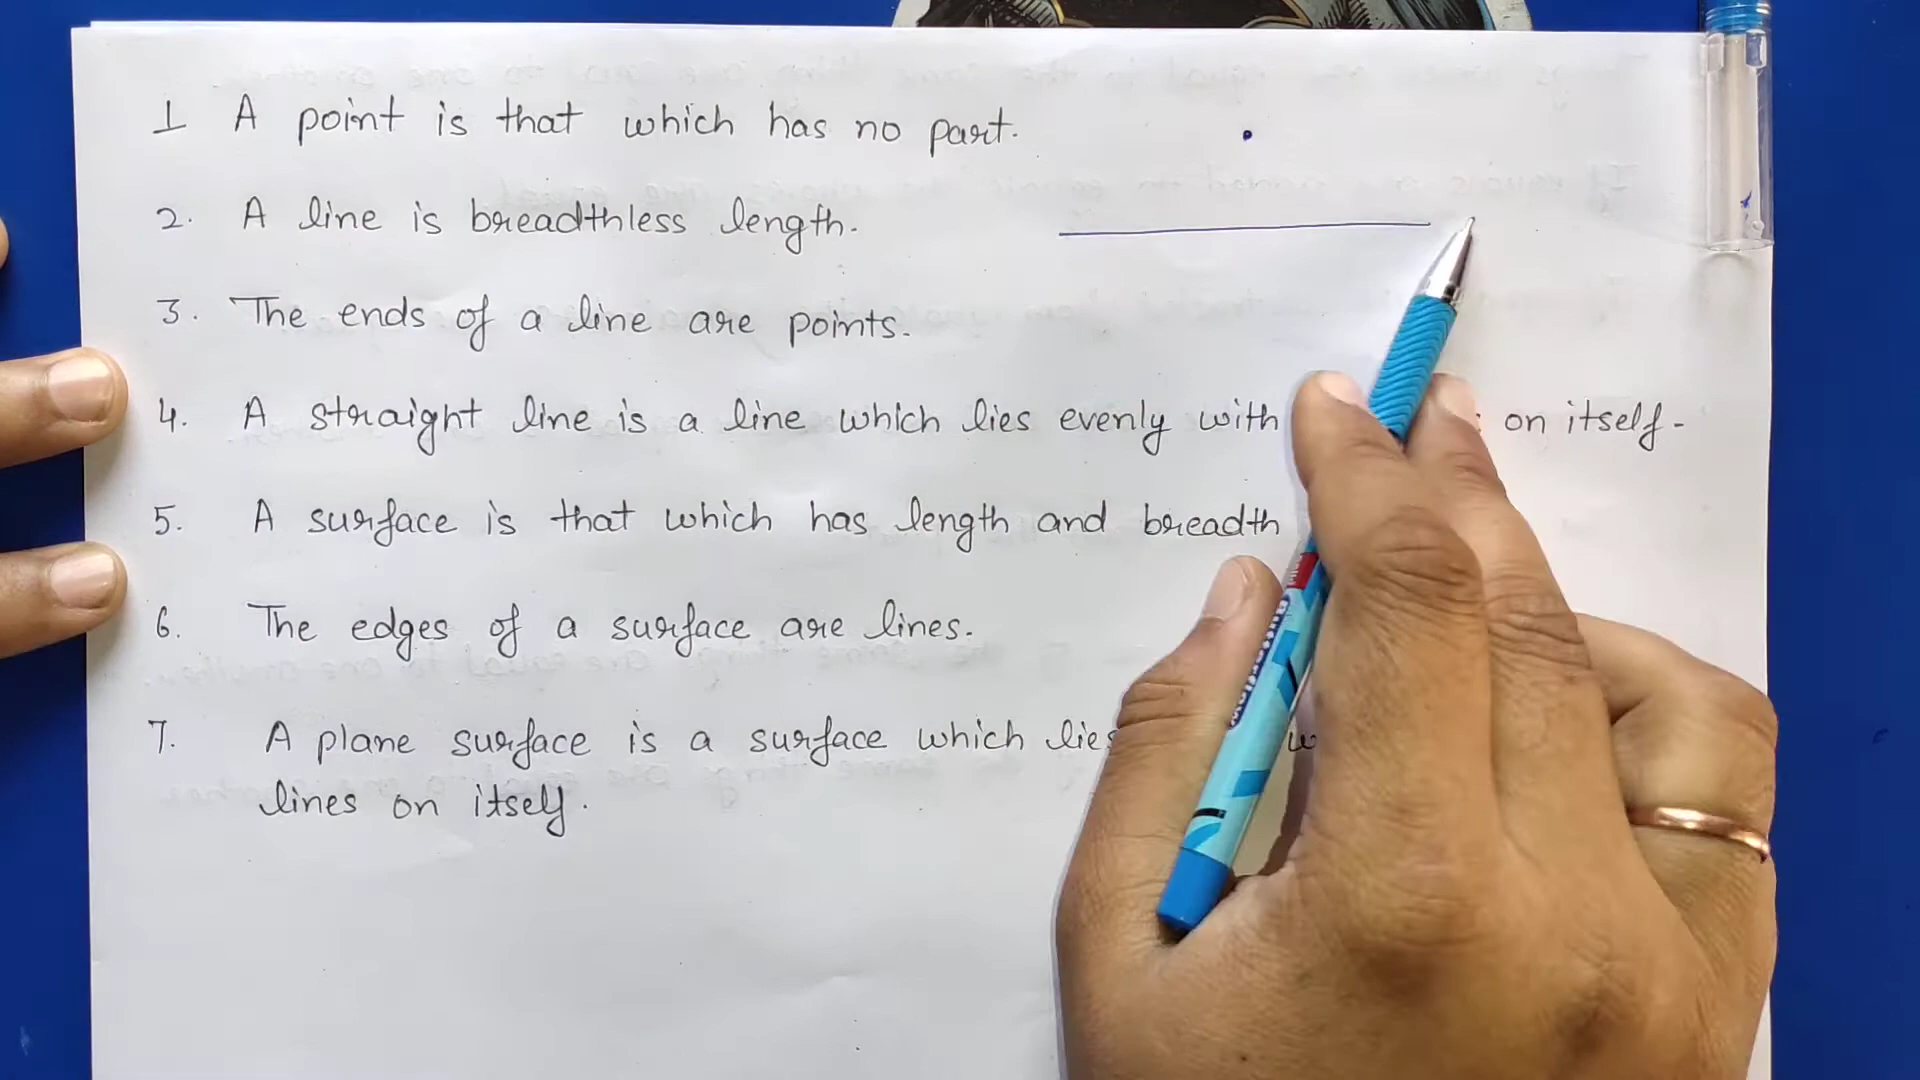 1 A point is that which has no part.
2. A line is breadthless length.
3. The ends of a line are points.
4. A straight line is a line which lies evenly with on itself-
5. A surface is that which has length and breadth
6. The edges of a surface are lines.
7. A plane surface is a surface which lies
lines on itself.
Butterflow